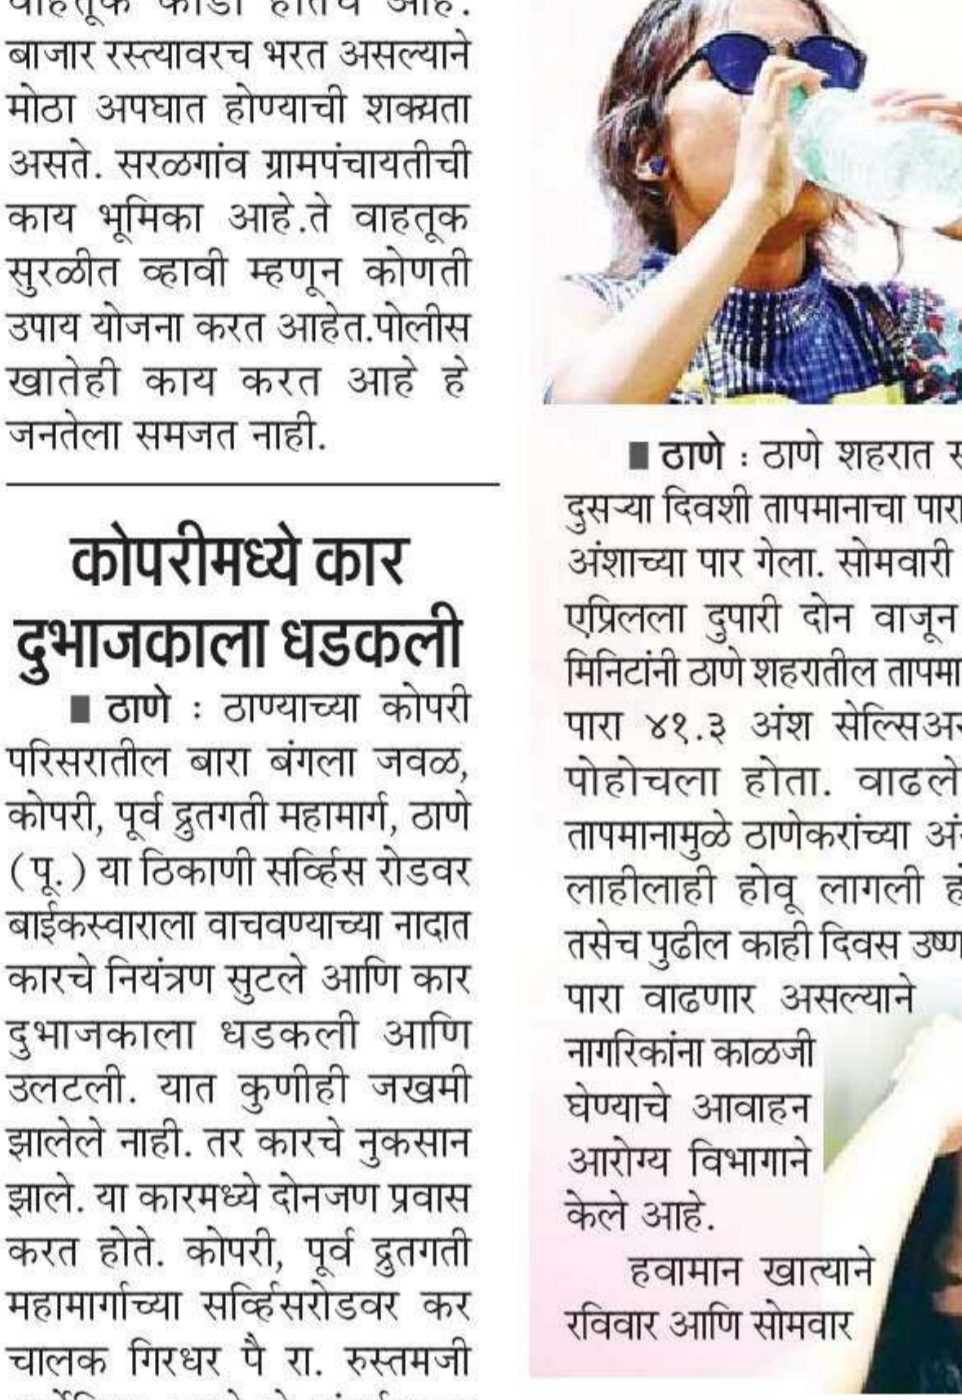 वाहतूक कोंडी होतच आहे.
बाजार रस्त्यावरच भरत असल्याने
मोठा अपघात होण्याची शक्यता
असते. सरळगांव ग्रामपंचायतीची
काय भूमिका आहे.ते वाहतूक
सुरळीत व्हावी म्हणून कोणती
उपाय योजना करत आहेत.पोलीस
खातेही काय करत आहे हे
जनतेला समजत नाही.
कोपरीमध्ये कार
दुभाजकाला धडकली
ठाणे : ठाण्याच्या कोपरी
परिसरातील बारा बंगला जवळ,
कोपरी, पूर्व द्रुतगती महामार्ग, ठाणे
(पू.) या ठिकाणी सर्व्हिस रोडवर
बाईकस्वाराला वाचवण्याच्या नादात
कारचे नियंत्रण सुटले आणि कार
दुभाजकाला धडकली आणि
उलटली. यात कुणीही जखमी
झालेले नाही. तर कारचे नुकसान
झाले. या कारमध्ये दोनजण प्रवास
करत होते. कोपरी, पूर्व द्रुतगती
महामार्गाच्या सर्व्हिसरोडवर कर
चालक गिरधर पै रा. रुस्तमजी
ठाणे : ठाणे शहरात
दुसऱ्या दिवशी तापमानाचा पारा
अंशाच्या पार गेला. सोमवारी
एप्रिलला दुपारी दोन वाजून
मिनिटांनी ठाणे शहरातील
पारा ४१.३ अंश
पोहोचला होता. वाढले
तापमानामुळे ठाणेकरांच्या
लाहीलाही होवू लागली
तसेच पुढील काही दिवस
पारा वाढणार असल्याने
नागरिकांना काळजी
घेण्याचे आवाहन
आरोग्य विभागाने
केले आहे.
हवामान खात्याने
रविवार आणि सोमवार